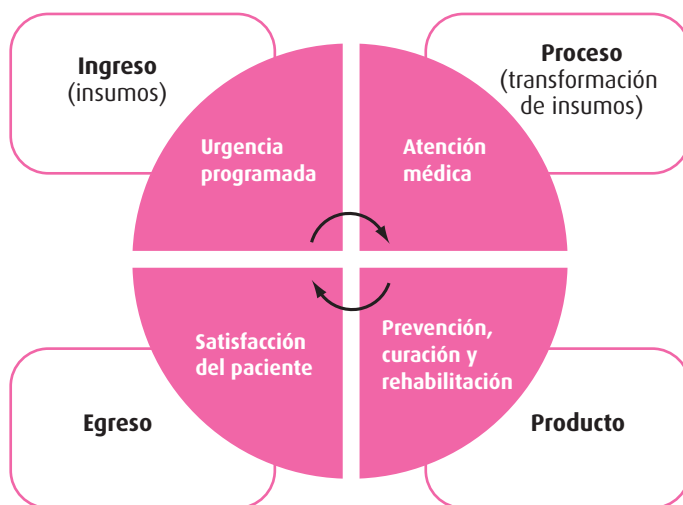 Ingreso
(insumos)
Proceso
(transformación
de insumos)
Urgencia
programada
Atención
médica
Satisfacción
del paciente
Prevención,
curación y
rehabilitación
Egreso
Producto